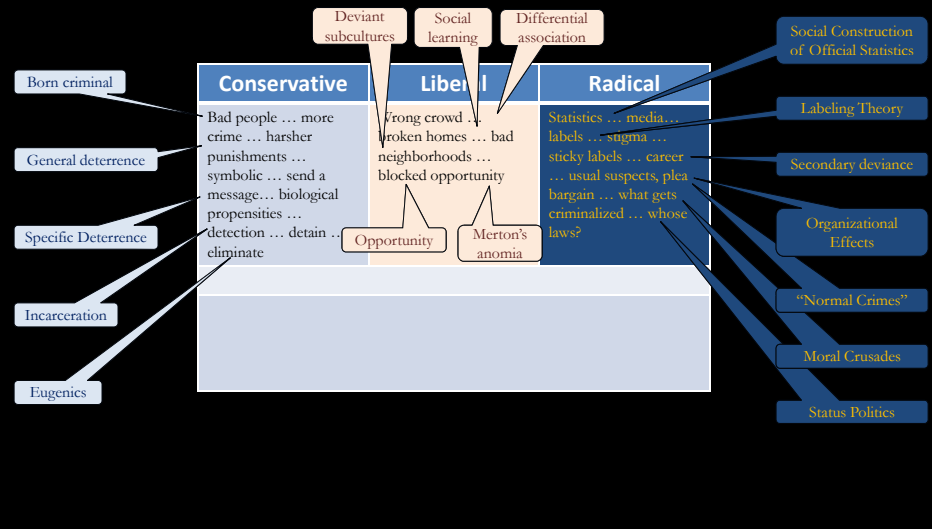 Deviant
subcultures
Social
learning
Differential
association
Social Construction
of Official Statistics
Born criminal
General deterrence
Specific Deterrence
Incarceration
Eugenics
Conservative
Liberal
Radical
Bad people … more
crime … harsher
punishments …
symbolic … send a
message… biological
propensities …
detection … detain …
eliminate
Wrong crowd …
broken homes … bad
neighborhoods …
blocked opportunity
Opportunity
Merton’s
anomia
Statistics … media…
labels … stigma …
sticky labels … career
… usual suspects, plea
bargain … what gets
criminalized … whose
laws?
Labeling Theory
Secondary deviance
Organizational
Effects
“Normal Crimes”
Moral Crusades
Status Politics